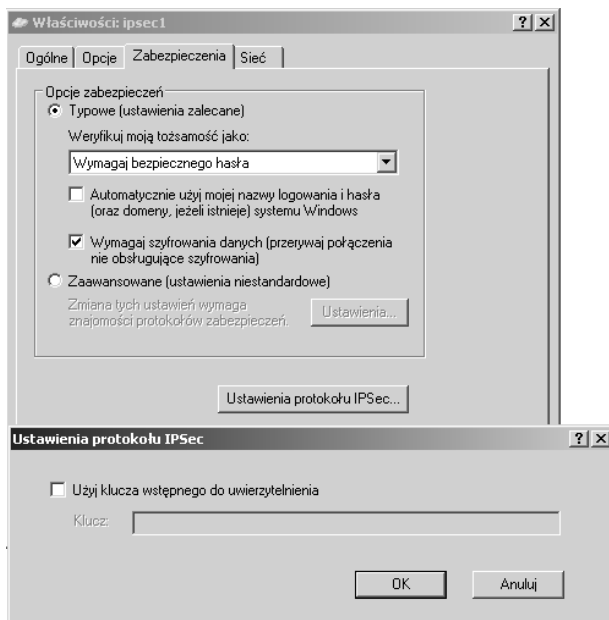 Właściwości: ipsec1
Ogólne Opcje Zabezpieczenia Sieć
Opcje zabezpieczeń
Typowe (ustawienia zalecane)
Weryfikuj moją tożsamość jako:
Wymagaj bezpiecznego hasła
Automatycznie użyj mojej nazwy logowania i hasła
(oraz domeny, jeżeli istnieje) systemu Windows
Wymagaj szyfrowania danych (przerywaj połączenia
nie obsługujące szyfrowania)
Zaawansowane (ustawienia niestandardowe)
Zmiana tych ustawień wymaga
znajomości protokołów zabezpieczeń.
Ustawienia...
Ustawienia protokołu IPSec...
Ustawienia protokołu IPSec
Użyj klucza wstępnego do uwierzytelnienia
Klucz:
OK Anuluj